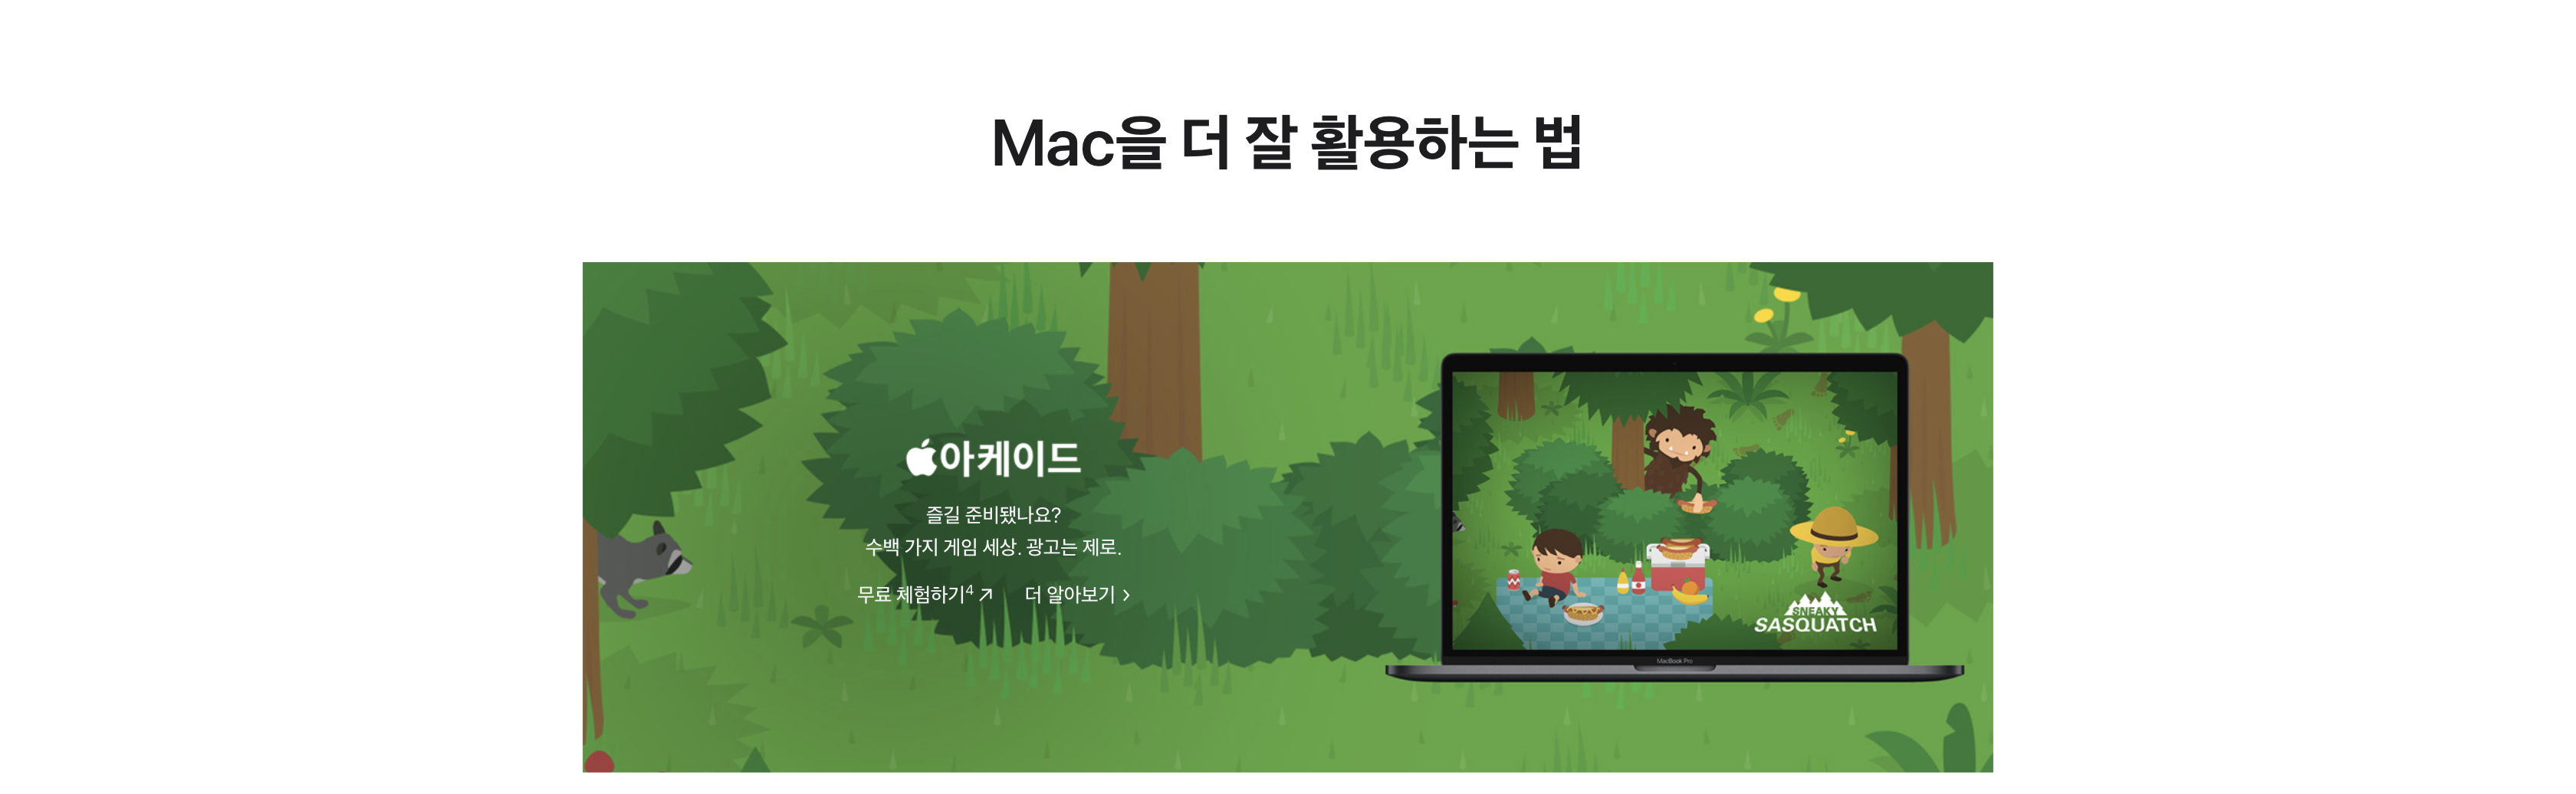 Mac을 더 잘 활용하는 법
아케이드
즐길 준비됐나요?
수백 가지 게임 세상. 광고는 제로.
무료 체험하기4 더 알아보기
SNEAKY
SASQUATCH
MacBook Pro